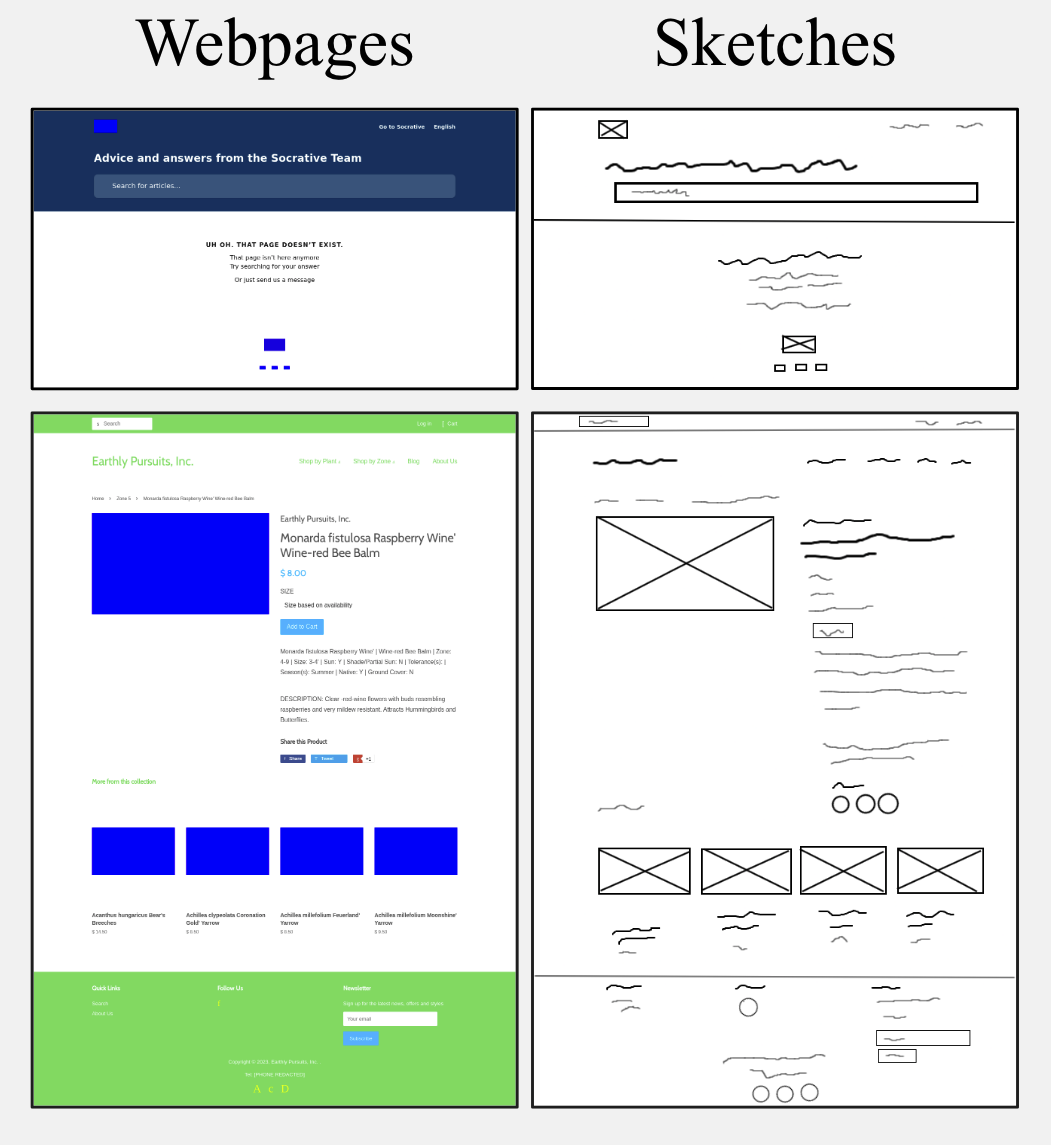 Webpages
Sketches
Go to Socrative English
Advice and answers from the Socrative Team
Search for articles...
UH OH. THAT PAGE DOESN'T EXIST.
That page isn't here anymore
Try searching for your answer
Or just send us a message
Search
Log in | Cart
Earthly Pursuits, Inc.
Shop by Plant Shop by Zone Blog About Us
Home › Zone 5 › Monarda fistulosa Raspberry Wine' Wine-red Bee Balm
Earthly Pursuits, Inc.
Monarda fistulosa Raspberry Wine'
Wine-red Bee Balm
$ 8.00
SIZE
Size based on availability
Add to Cart
Monarda fistulosa Raspberry Wine' | Wine-red Bee Balm | Zone:
4-9 | Size: 3-4' | Sun: Y | Shade/Partial Sun: N | Tolerance(s): |
Season(s): Summer | Native: Y | Ground Cover: N
DESCRIPTION: Clear -red-wine flowers with buds resembling
raspberries and very mildew resistant. Attracts Hummingbirds and
Butterflies.
Share this Product
Share Tweet +1
More from this collection
Acanthus hungaricus Bear's
Breeches
Achillea clypeolata Coronation
Gold' Yarrow
$ 9.50
Achillea millefolium Feuerland'
Yarrow
$ 9.50
Achillea millefolium Moonshine'
Yarrow
$ 9.50
Quick Links
Search
About Us
Follow Us
f
Newsletter
Sign up for the latest news, offers and styles
Your email
Subscribe
Copyright © 2023, Earthly Pursuits, Inc.
[PHONE REDACTED]
A c D